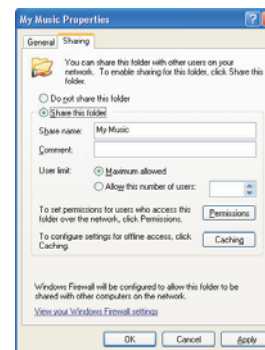 My Music Properties
General Sharing
You can share this folder with other users on your
network. To enable sharing for this folder, click Share this
folder.
Do not share this folder
Share this folder
Share name: My Music
Comment:
User limit: Maximum allowed
Allow this number of users:
To set permissions for users who access this
folder over the network, click Permissions.
Permissions
To configure settings for offline access, click
Caching.
Caching
Windows Firewall will be configured to allow this folder to be
shared with other computers on the network.
View your Windows Firewall settings
OK Cancel Apply